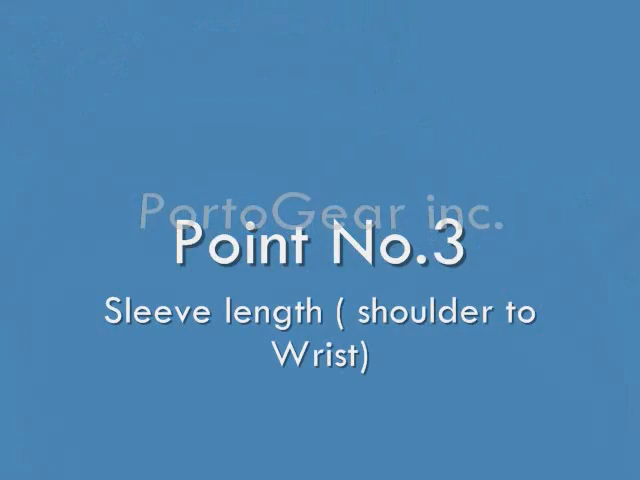 PortoGear inc.
Point No.3
Sleeve length ( shoulder to
Wrist)